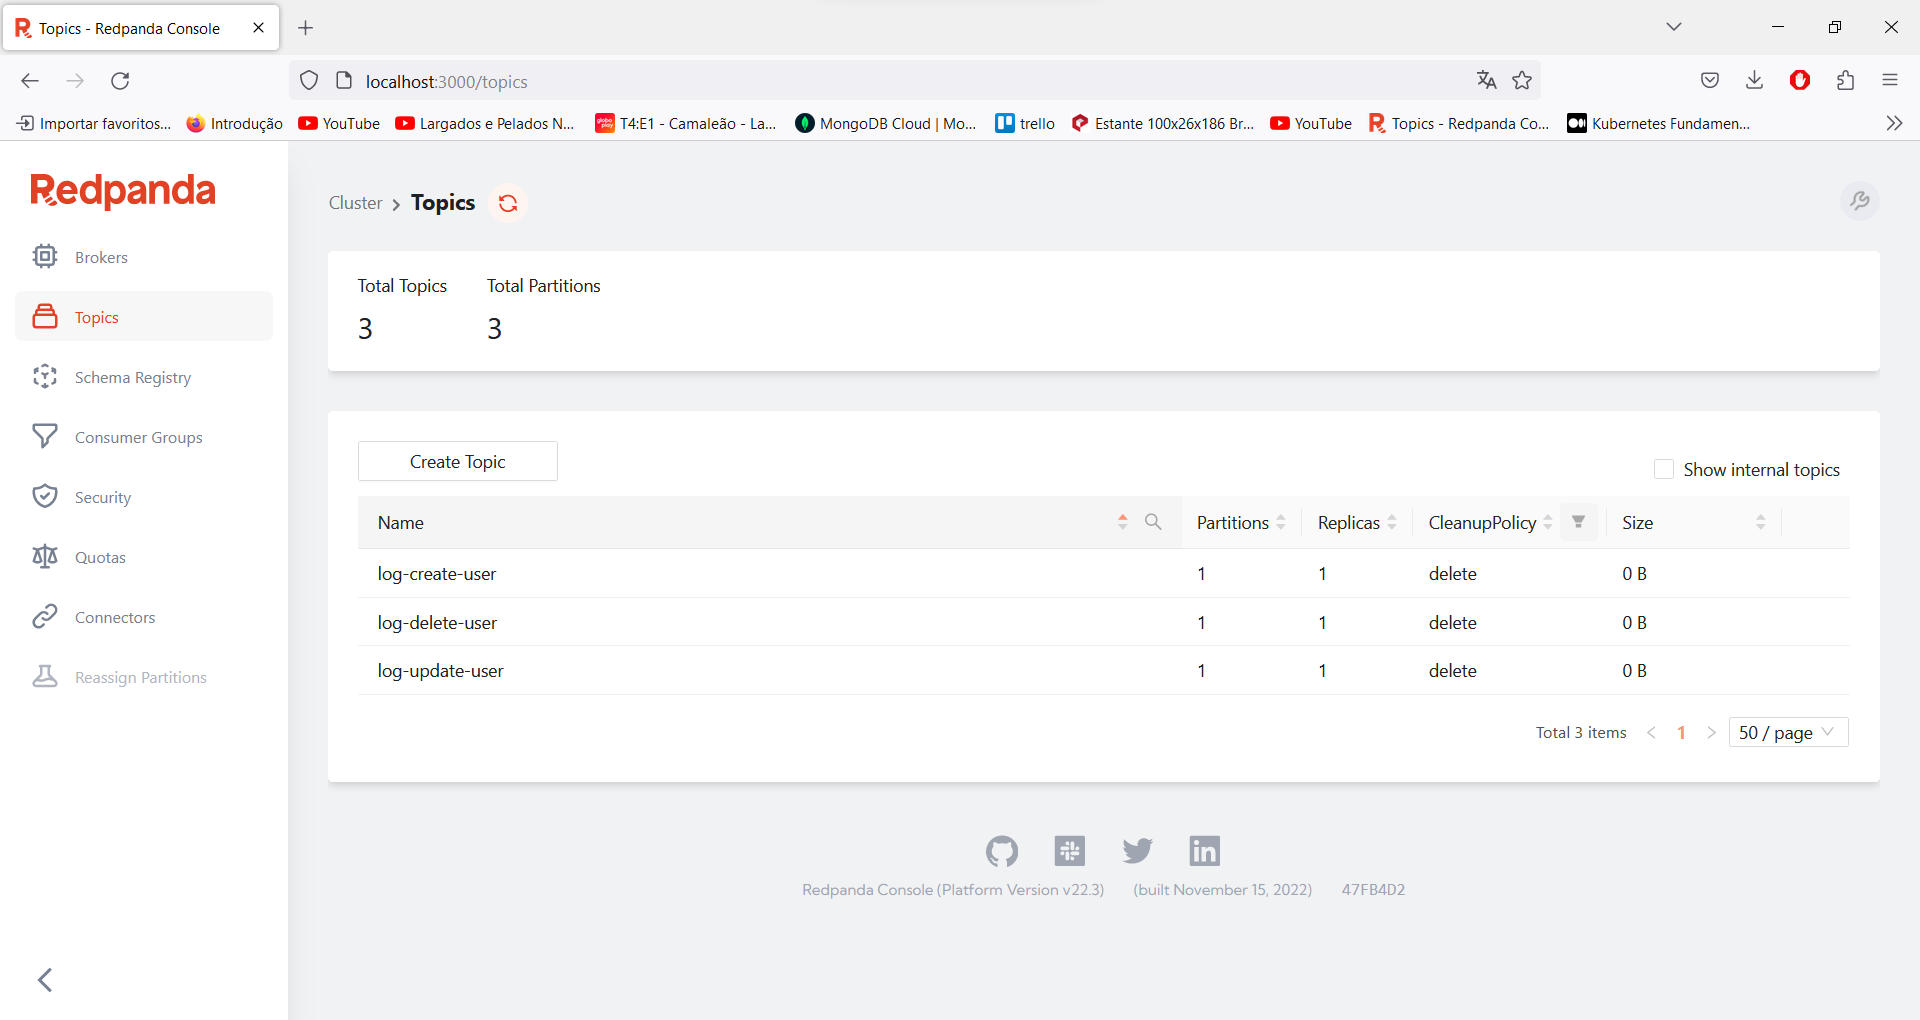 Topics - Redpanda Console
localhost:3000/topics
Importar favoritos...
Introdução
YouTube
Largados e Pelados N...
T4:E1 - Camaleão - La...
MongoDB Cloud | Mo...
trello
Estante 100x26x186 Br...
YouTube
Topics - Redpanda Co...
Kubernetes Fundamen...
Redpanda
Brokers
Topics
Schema Registry
Consumer Groups
Security
Quotas
Connectors
Reassign Partitions
Cluster > Topics
Total Topics Total Partitions
3 3
Create Topic
Show internal topics
Name Partitions Replicas CleanupPolicy Size
log-create-user 1 1 delete 0 B
log-delete-user 1 1 delete 0 B
log-update-user 1 1 delete 0 B
Total 3 items < 1 > 50 / page
Redpanda Console (Platform Version v22.3) (built November 15, 2022) 47FB4D2